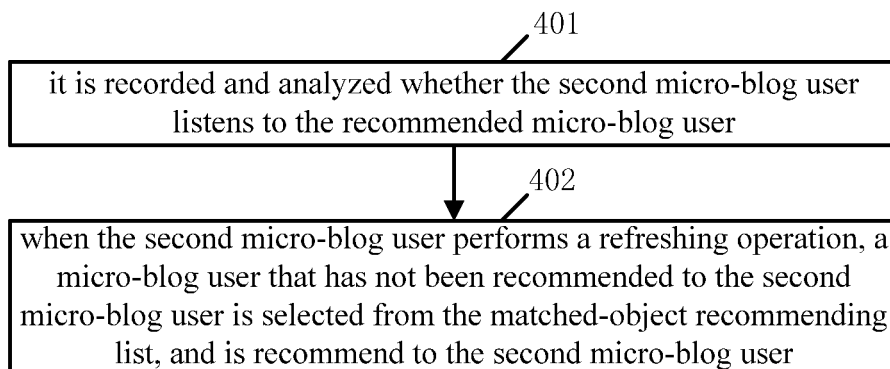 401
it is recorded and analyzed whether the second micro-blog user
listens to the recommended micro-blog user
402
when the second micro-blog user performs a refreshing operation, a
micro-blog user that has not been recommended to the second
micro-blog user is selected from the matched-object recommending
list, and is recommend to the second micro-blog user